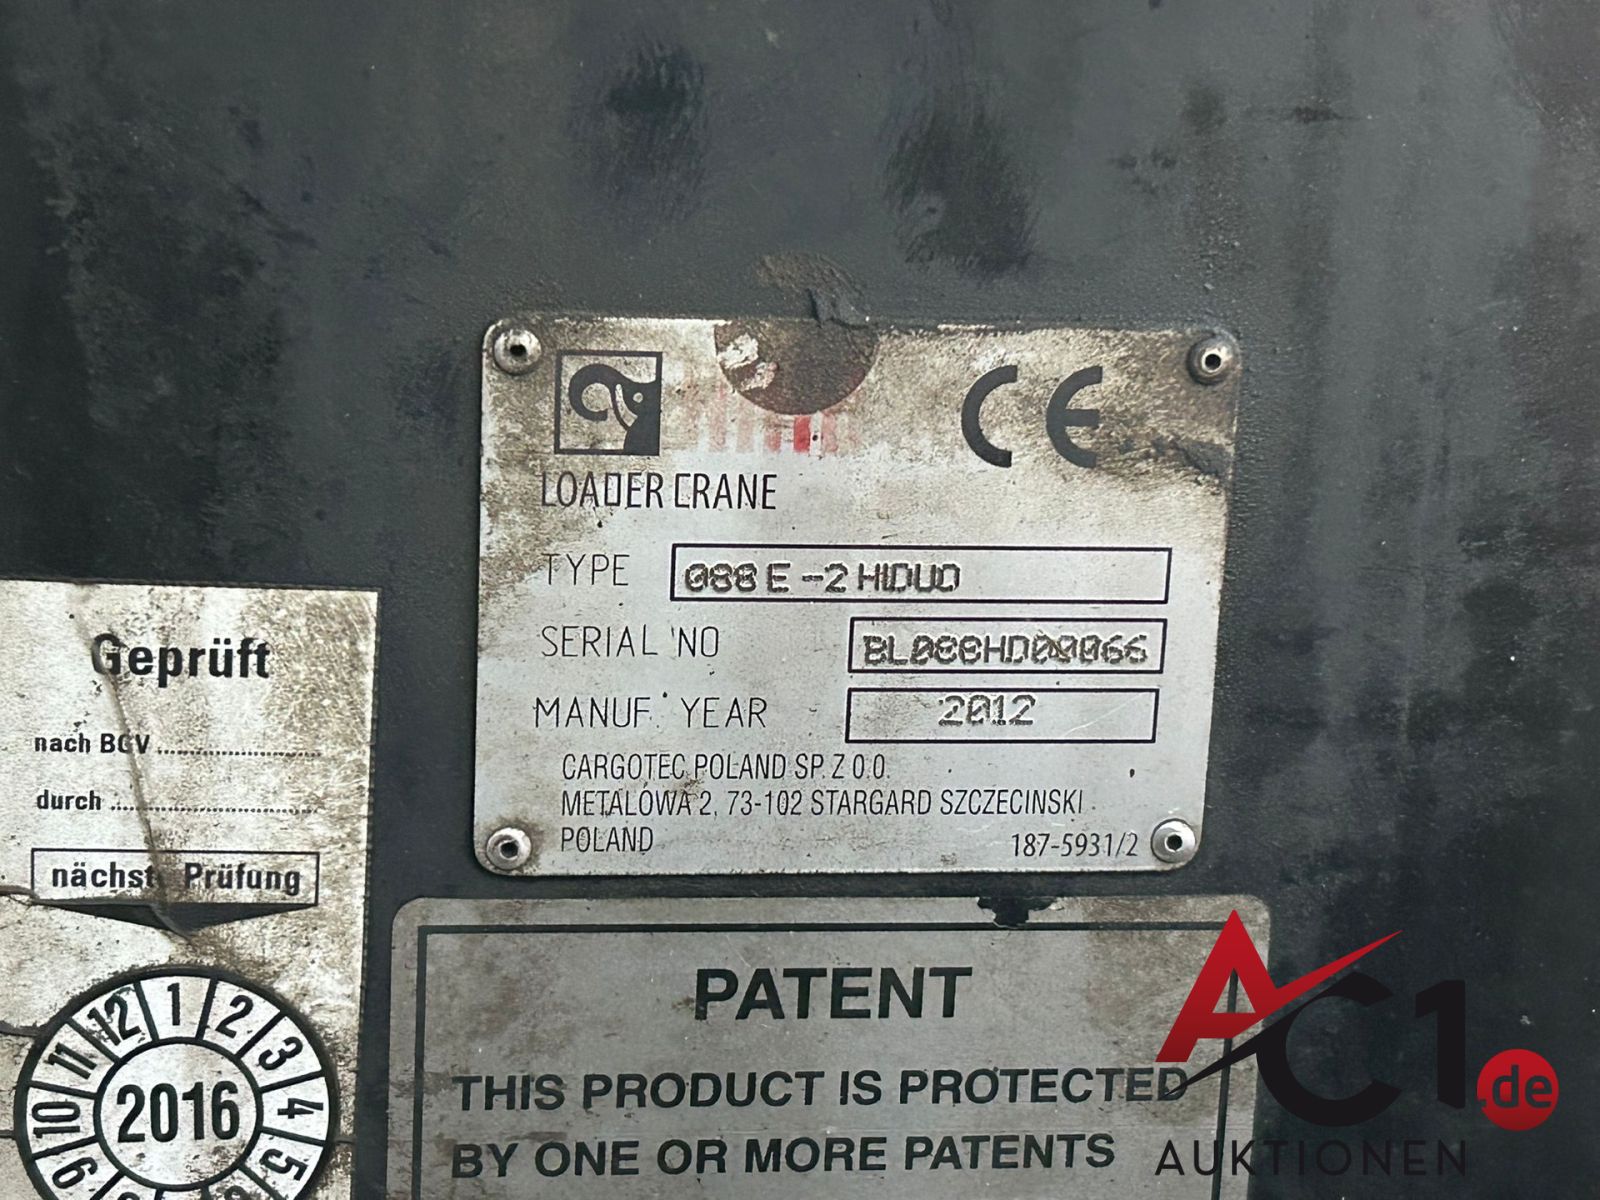 CE
LOADER CRANE
TYPE 088 E-2 HIDUO
SERIAL NO BL088HD00066
MANUF. YEAR 2012
CARGOTEC POLAND SP. Z O.O.
METALOWA 2, 73-102 STARGARD SZCZECINSKI
POLAND 187-5931/2
Geprüft
nach BGV
durch
nächste Prüfung
12 1 2 3 4 5 9 10 11
2016
PATENT
THIS PRODUCT IS PROTECTED
BY ONE OR MORE PATENTS
AC1.de
AUKTIONEN